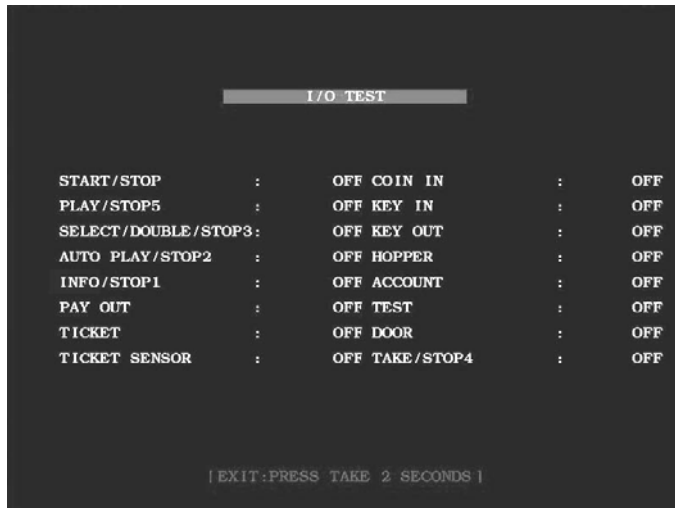 I/O TEST
START/STOP : OFF COIN IN : OFF
PLAY/STOP5 : OFF KEY IN : OFF
SELECT/DOUBLE/STOP3: OFF KEY OUT : OFF
AUTO PLAY/STOP2 : OFF HOPPER : OFF
INFO/STOP1 : OFF ACCOUNT : OFF
PAY OUT : OFF TEST : OFF
TICKET : OFF DOOR : OFF
TICKET SENSOR : OFF TAKE/STOP4 : OFF
[EXIT:PRESS TAKE 2 SECONDS]